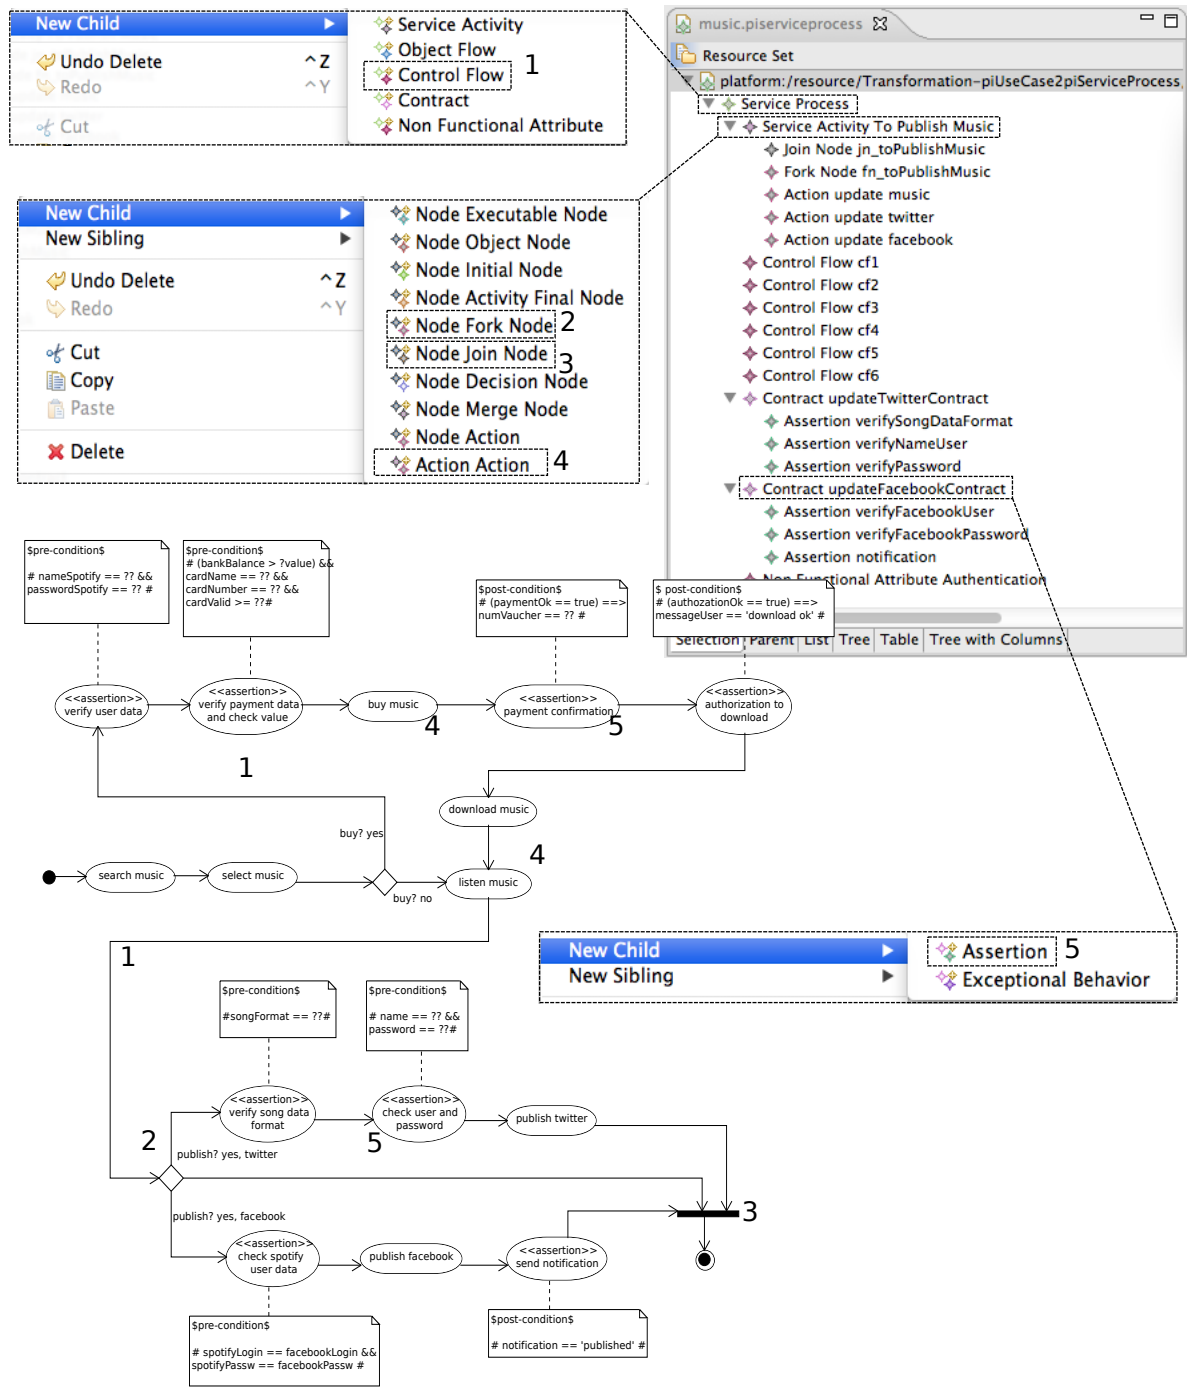 New Child
Undo Delete ^Z
Redo ^Y
Cut
Service Activity
Object Flow
Control Flow
Contract
Non Functional Attribute
1
New Child
New Sibling
Undo Delete ^Z
Redo ^Y
Cut
Copy
Paste
Delete
Node Executable Node
Node Object Node
Node Initial Node
Node Activity Final Node
Node Fork Node
2
Node Join Node
3
Node Decision Node
Node Merge Node
Node Action
Action Action
4
music.piserviceprocess
Resource Set
platform:/resource/Transformation-piUseCase2piServiceProcess
Service Process
Service Activity To Publish Music
Join Node jn_toPublishMusic
Fork Node fn_toPublishMusic
Action update music
Action update twitter
Action update facebook
Control Flow cf1
Control Flow cf2
Control Flow cf3
Control Flow cf4
Control Flow cf5
Control Flow cf6
Contract updateTwitterContract
Assertion verifySongDataFormat
Assertion verifyNameUser
Assertion verifyPassword
Contract updateFacebookContract
Assertion verifyFacebookUser
Assertion verifyFacebookPassword
Assertion notification
Non Functional Attribute Authentication
Selection Parent List Tree Table Tree with Columns
$pre-condition$
# nameSpotify == ?? &&
passwordSpotify == ?? #
$pre-condition$
# (bankBalance > ?value) &&
cardName == ?? &&
cardNumber == ?? &&
cardValid >= ??#
$post-condition$
# (paymentOk == true) ==>
numVaucher == ?? #
$ post-condition$
# (authozationOk == true) ==>
messageUser == 'download ok' #
<<assertion>>
verify user data
<<assertion>>
verify payment data
and check value
buy music
4
<<assertion>>
payment confirmation
5
<<assertion>>
authorization to
download
1
download music
buy? yes
4
search music
select music
listen music
buy? no
1
New Child
New Sibling
Assertion
5
Exceptional Behavior
$pre-condition$
#songFormat == ??#
$pre-condition$
# name == ?? &&
password == ??#
<<assertion>>
verify song data
format
<<assertion>>
check user and
password
publish twitter
2
5
publish? yes, twitter
publish? yes, facebook
3
<<assertion>>
check spotify
user data
publish facebook
<<assertion>>
send notification
$pre-condition$
# spotifyLogin == facebookLogin &&
spotifyPassw == facebookPassw #
$post-condition$
# notification == 'published' #